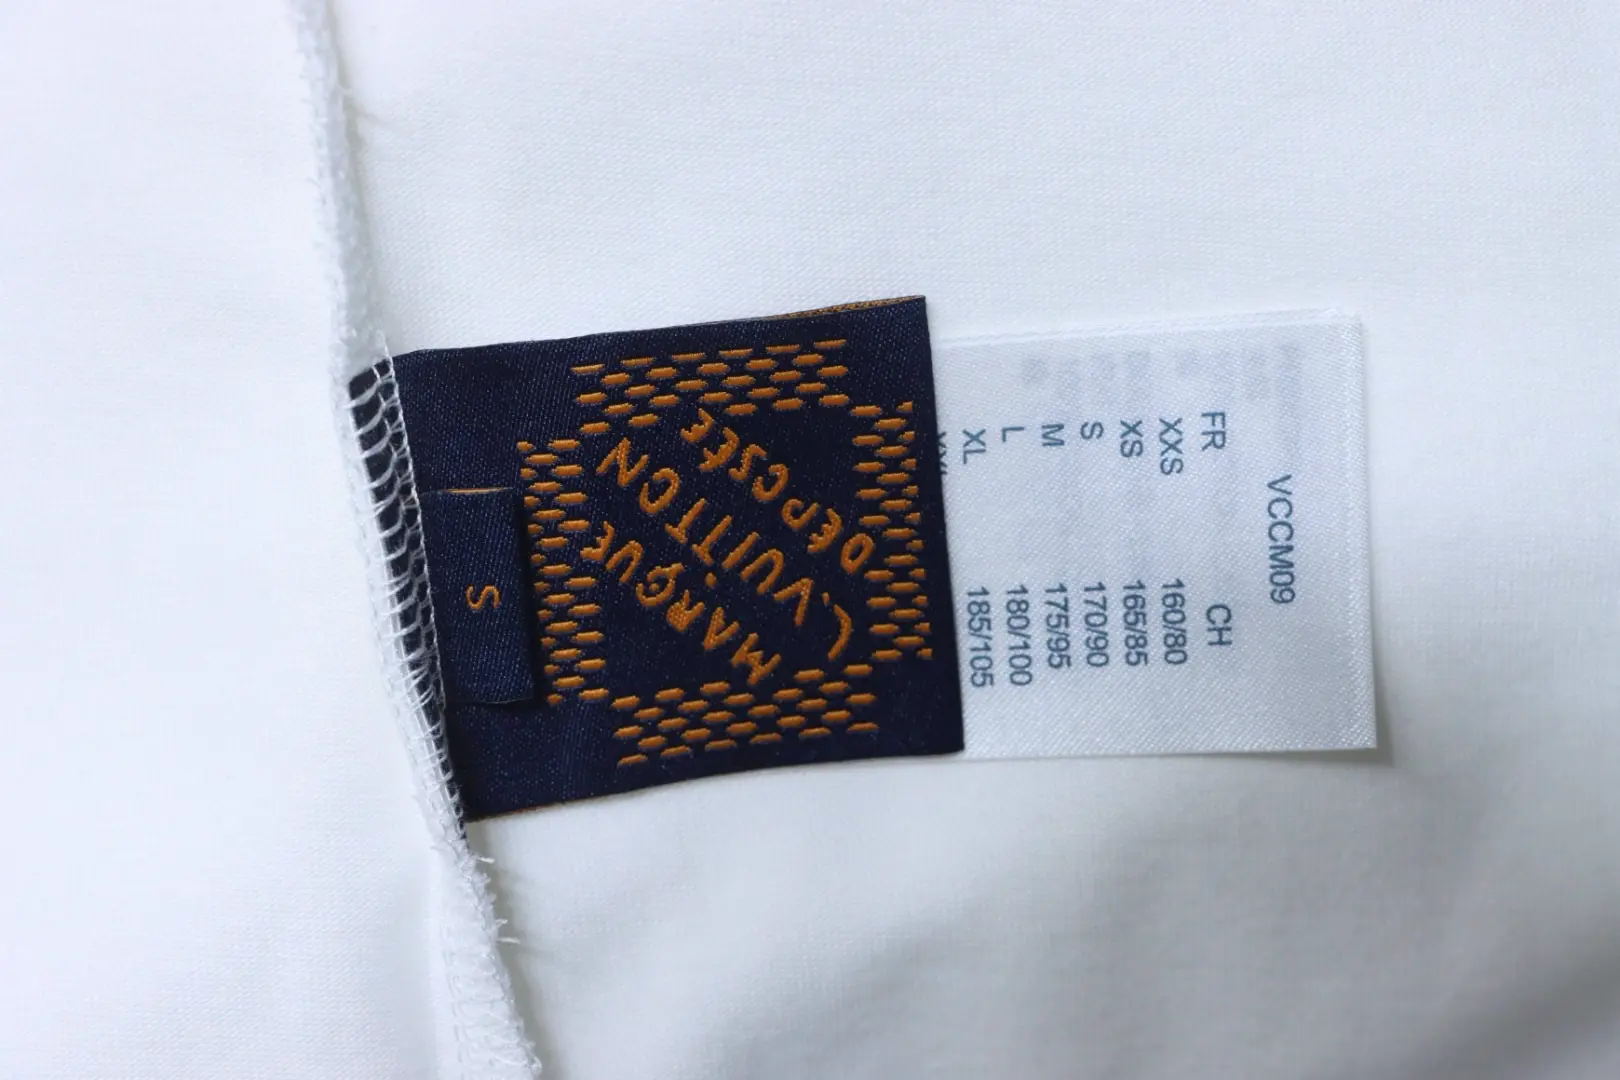 S
MARQUE
L.VUITTON
DÉPOSÉE
VCCM09
FR CH
XXS 160/80
XS 165/85
S 170/90
M 175/95
L 180/100
XL 185/105